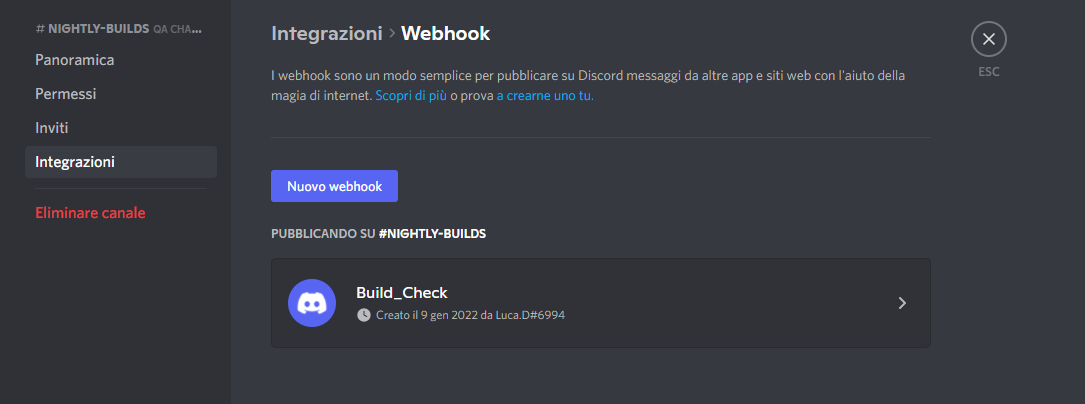 # NIGHTLY-BUILDS QA CHA...
Panoramica
Permessi
Inviti
Integrazioni
Eliminare canale
Integrazioni > Webhook
I webhook sono un modo semplice per pubblicare su Discord messaggi da altre app e siti web con l'aiuto della
magia di internet. Scopri di più o prova a crearne uno tu.
Nuovo webhook
PUBBLICANDO SU #NIGHTLY-BUILDS
Build_Check
Creato il 9 gen 2022 da Luca.D#6994
ESC